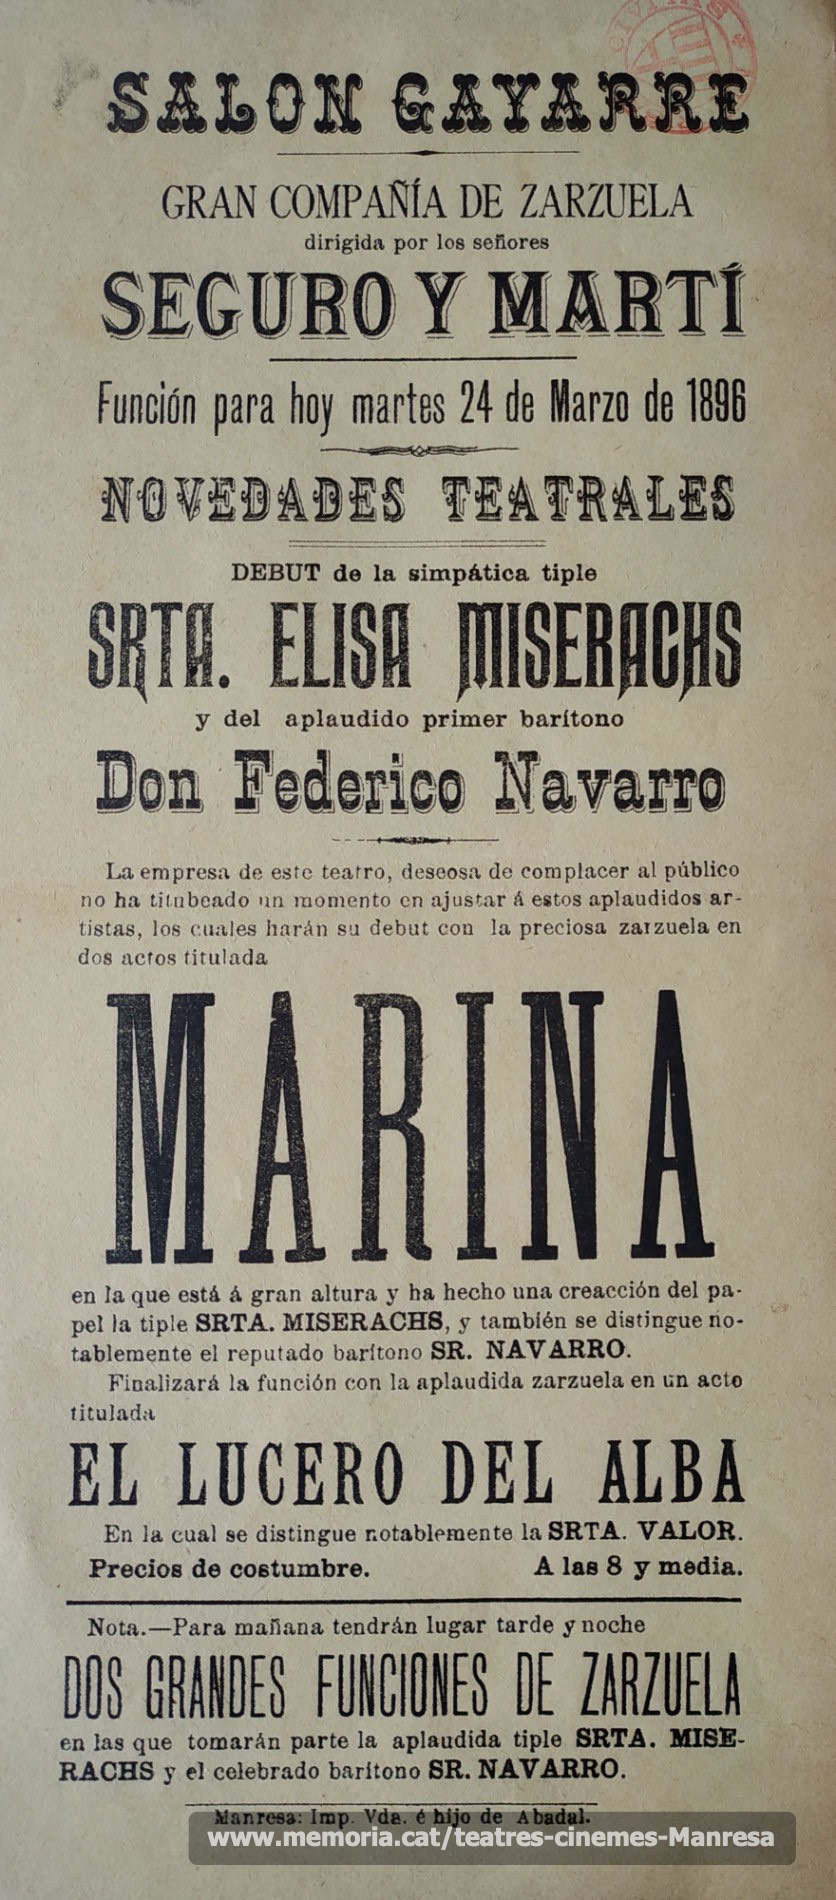 SALON GAYARRE
GRAN COMPAÑÍA DE ZARZUELA
dirigida por los señores
SEGURO Y MARTÍ
Función para hoy martes 24 de Marzo de 1896
NOVEDADES TEATRALES
DEBUT de la simpática tiple
SRTA. ELISA MISERACHS
y del aplaudido primer barítono
Don Federico Navarro
La empresa de este teatro, deseosa de complacer al público
no ha titubeado un momento en ajustar á estos aplaudidos ar-
tistas, los cuales harán su debut con la preciosa zarzuela en
dos actos titulada
MARINA
en la que está á gran altura y ha hecho una creacción del pa-
pel la tiple SRTA. MISERACHS, y también se distingue no-
tablemente el reputado barítono SR. NAVARRO.
Finalizará la función con la aplaudida zarzuela en un acto
titulada
EL LUCERO DEL ALBA
En la cual se distingue notablemente la SRTA. VALOR.
Precios de costumbre. A las 8 y media.
Nota.—Para mañana tendrán lugar tarde y noche
DOS GRANDES FUNCIONES DE ZARZUELA
en las que tomarán parte la aplaudida tiple SRTA. MISE-
RACHS y el celebrado barítono SR. NAVARRO.
Manresa: Imp. Vda. é hijo de Abadal.
www.memoria.cat/teatres-cinemes-Manresa